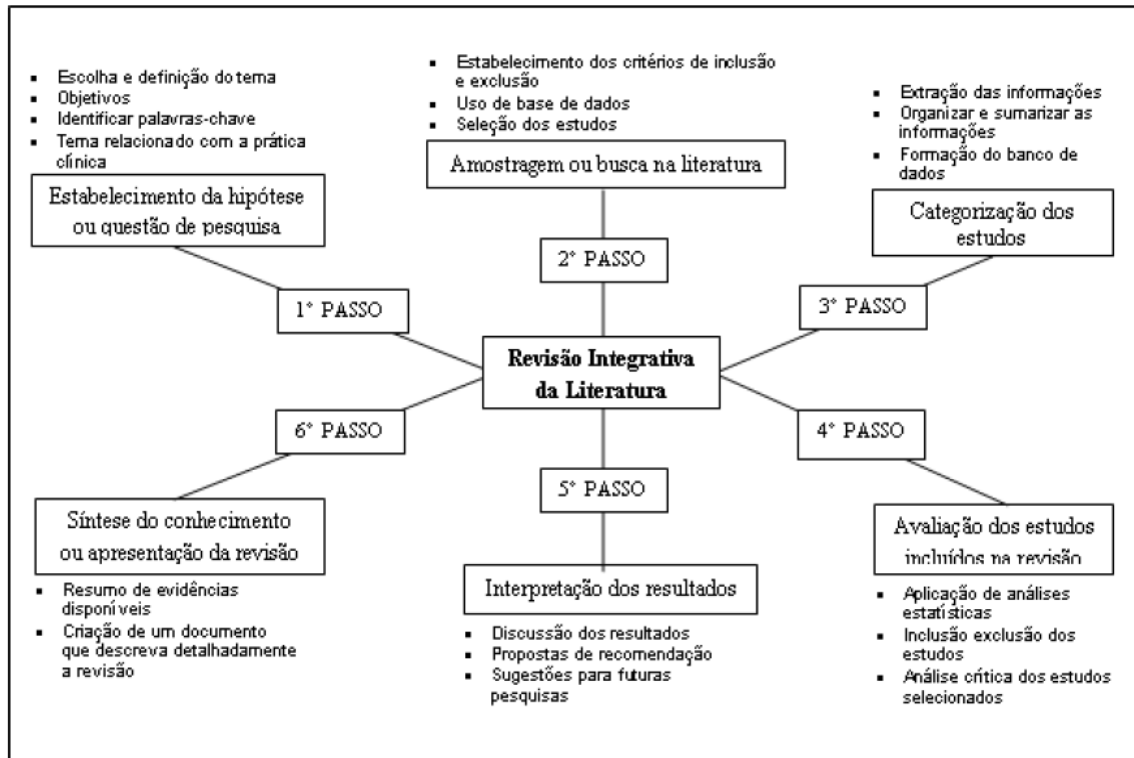 ▪ Escolha e definição do tema
▪ Objetivos
▪ Identificar palavras-chave
▪ Tema relacionado com a prática
clínica
Estabelecimento da hipótese
ou questão de pesquisa
1° PASSO
▪ Estabelecimento dos critérios de inclusão
e exclusão
▪ Uso de base de dados
▪ Seleção dos estudos
Amostragem ou busca na literatura
2° PASSO
▪ Extração das informações
▪ Organizar e sumarizar as
informações
▪ Formação do banco de
dados
Categorização dos
estudos
3° PASSO
Revisão Integrativa
da Literatura
4° PASSO
Avaliação dos estudos
incluídos na revisão
▪ Aplicação de análises
estatísticas
▪ Inclusão exclusão dos
estudos
▪ Análise crítica dos estudos
selecionados
5° PASSO
Interpretação dos resultados
▪ Discussão dos resultados
▪ Propostas de recomendação
▪ Sugestões para futuras
pesquisas
6° PASSO
Síntese do conhecimento
ou apresentação da revisão
▪ Resumo de evidências
disponíveis
▪ Criação de um documento
que descreva detalhadamente
a revisão